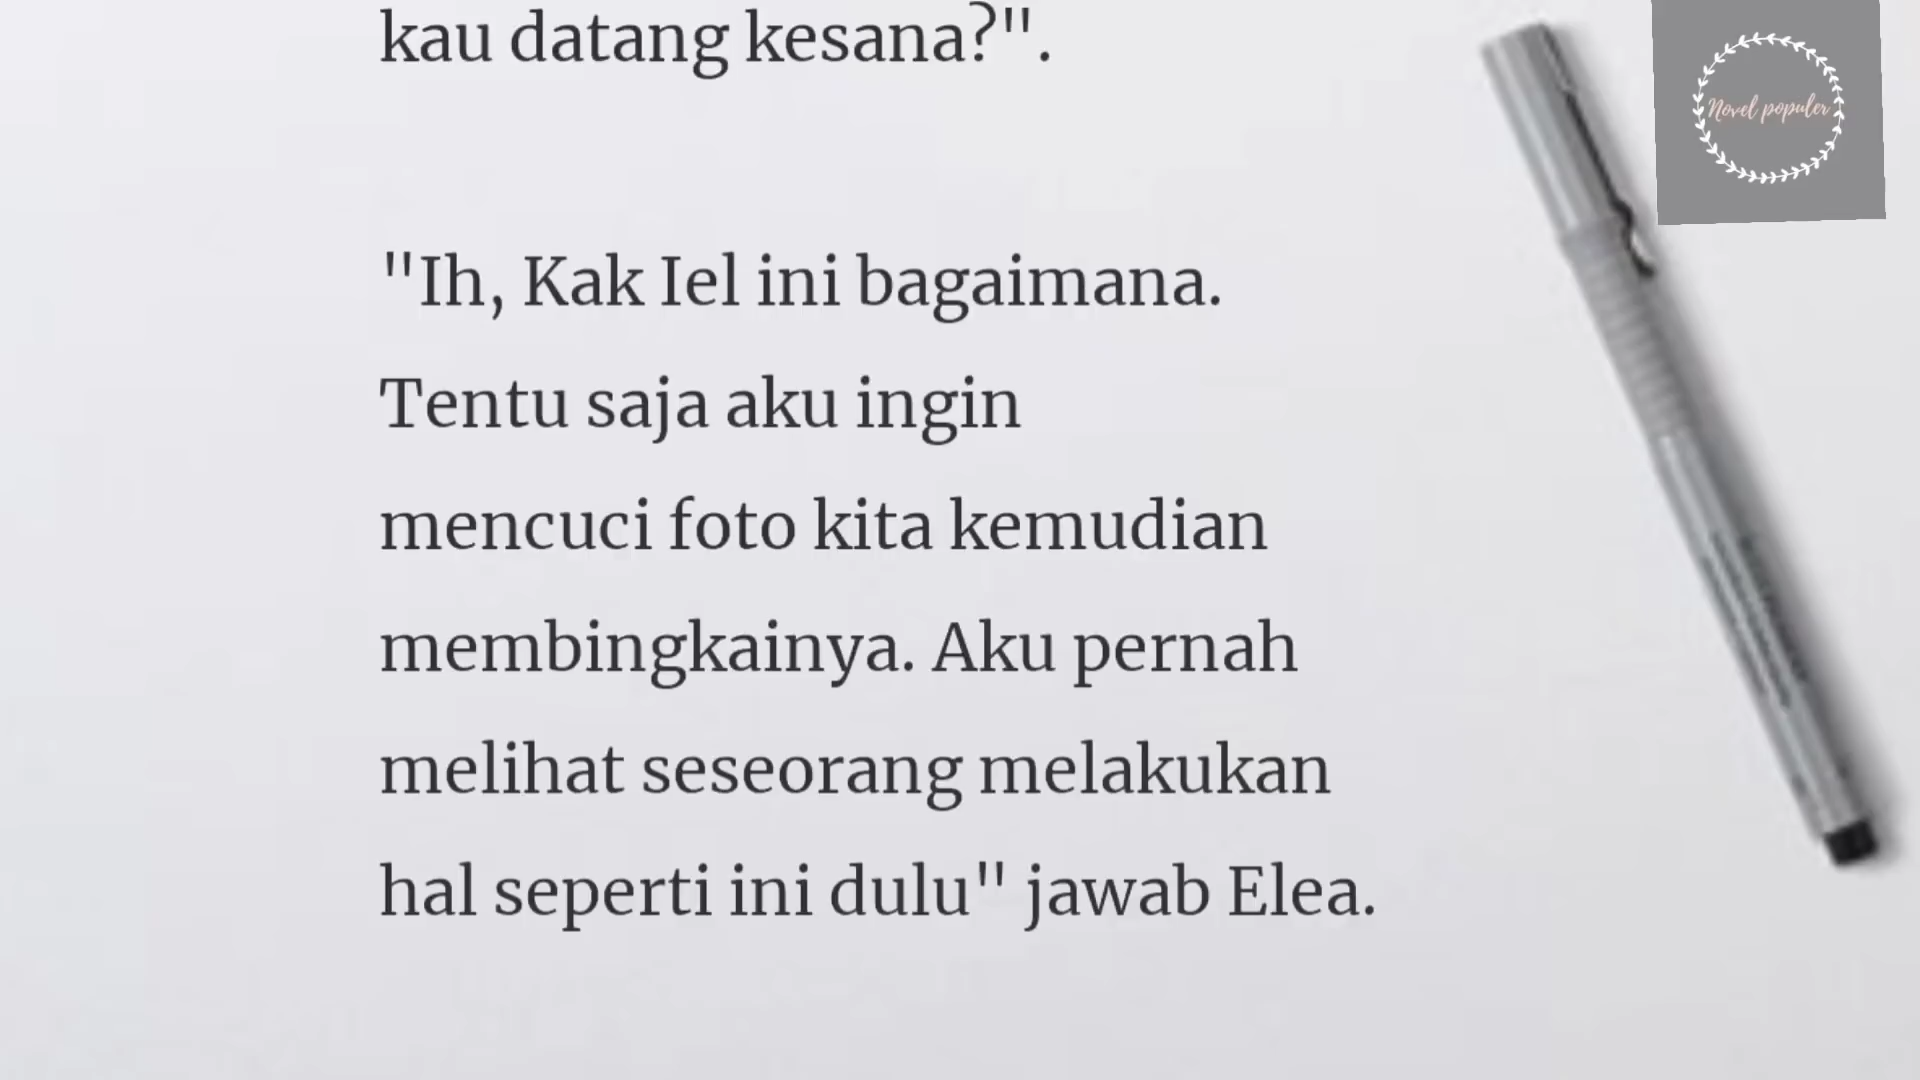 kau datang kesana?".
Novel populer
"Ih, Kak Iel ini bagaimana.
Tentu saja aku ingin
mencuci foto kita kemudian
membingkainya. Aku pernah
melihat seseorang melakukan
hal seperti ini dulu" jawab Elea.